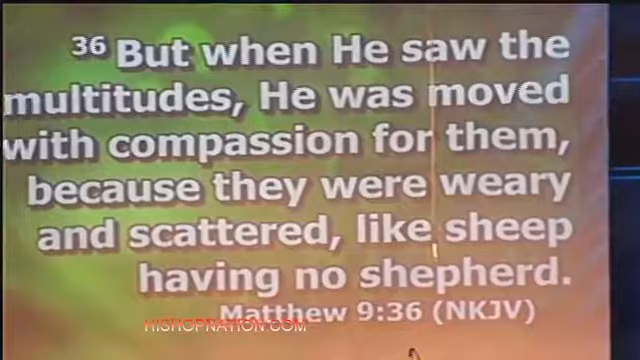 36 But when He saw the
multitudes, He was moved
with compassion for them,
because they were weary
and scattered, like sheep
having no shepherd.
Matthew 9:36 (NKJV)
HISHOPNATION COM